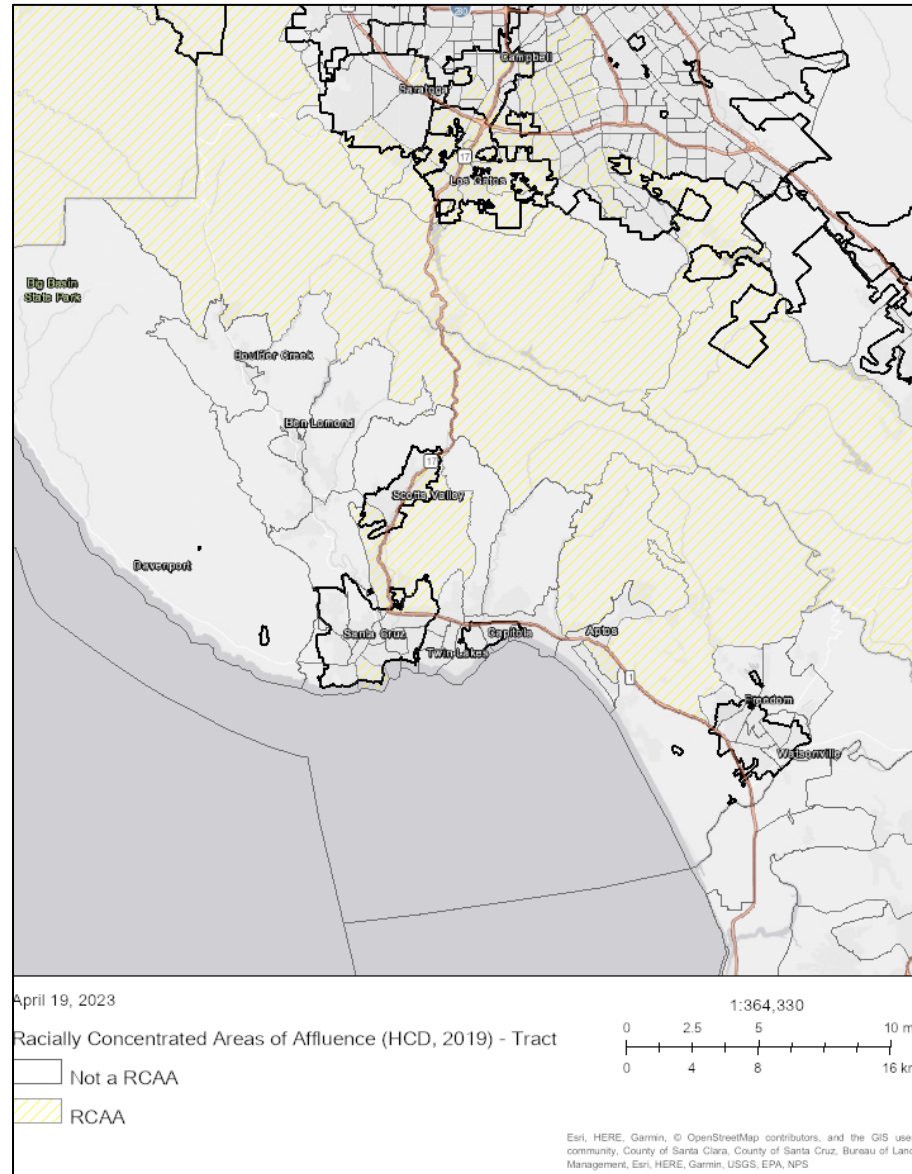 Campbell
Saratoga
17
Los Gatos
Big Basin
State Park
Boulder Creek
Ben Lomond
17
Scotts Valley
Davenport
Santa Cruz
Capitola
Twin Lakes
Aptos
1
Freedom
Watsonville
April 19, 2023
1:364,330
Racially Concentrated Areas of Affluence (HCD, 2019) - Tract
0 2.5 5 10 m
0 4 8 16 km
Not a RCAA
RCAA
Esri, HERE, Garmin, © OpenStreetMap contributors, and the GIS use
community, County of Santa Clara, County of Santa Cruz, Bureau of Land
Management, Esri, HERE, Garmin, USGS, EPA, NPS